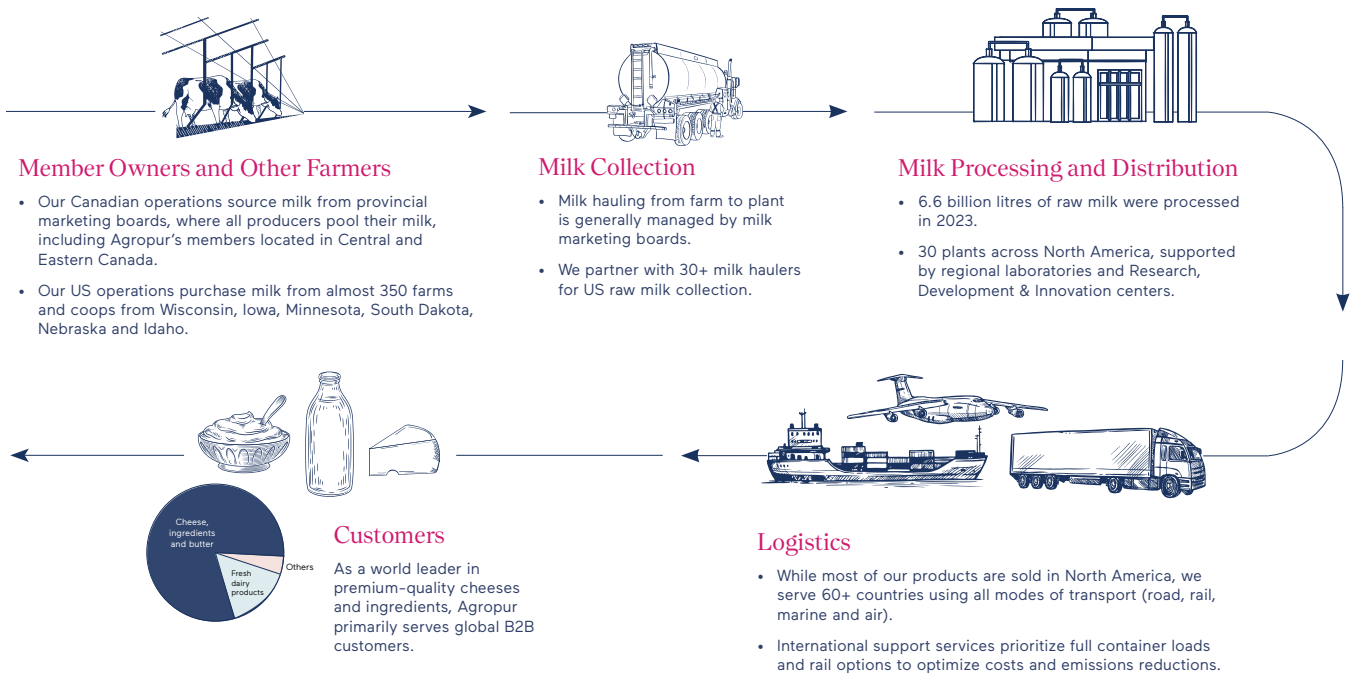 Member Owners and Other Farmers
• Our Canadian operations source milk from provincial
marketing boards, where all producers pool their milk,
including Agropur's members located in Central and
Eastern Canada.
• Our US operations purchase milk from almost 350 farms
and coops from Wisconsin, Iowa, Minnesota, South Dakota,
Nebraska and Idaho.
Milk Collection
• Milk hauling from farm to plant
is generally managed by milk
marketing boards.
• We partner with 30+ milk haulers
for US raw milk collection.
Milk Processing and Distribution
• 6.6 billion litres of raw milk were processed
in 2023.
• 30 plants across North America, supported
by regional laboratories and Research,
Development & Innovation centers.
Cheese,
ingredients
and butter
Others
Fresh
dairy
products
Customers
As a world leader in
premium-quality cheeses
and ingredients, Agropur
primarily serves global B2B
customers.
Logistics
• While most of our products are sold in North America, we
serve 60+ countries using all modes of transport (road, rail,
marine and air).
• International support services prioritize full container loads
and rail options to optimize costs and emissions reductions.